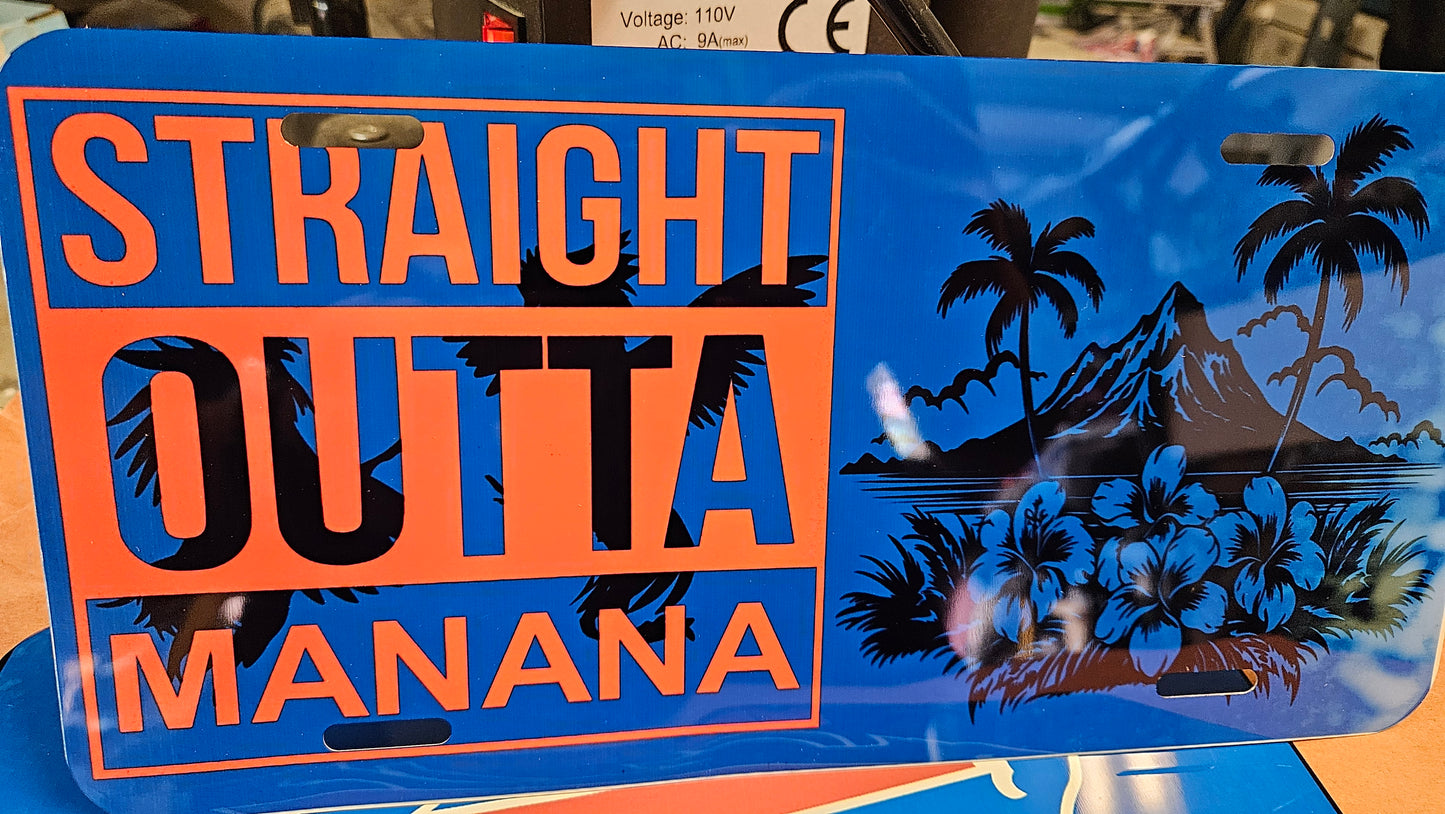 Voltage: 110V
AC: 9A(max)
CE
STRAIGHT
OUTTA
MANANA